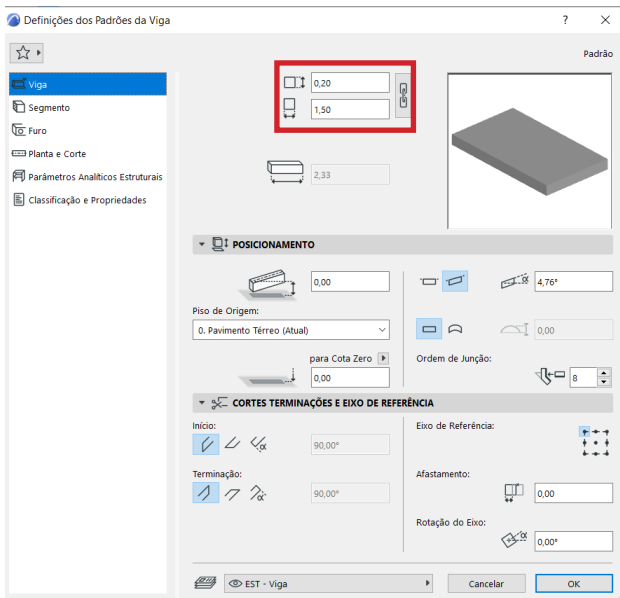 Definições dos Padrões da Viga
?
Padrão
Viga
Segmento
Furo
Planta e Corte
Parâmetros Analíticos Estruturais
Classificação e Propriedades
0,20
1,50
2,33
POSICIONAMENTO
0,00
α 4,76°
Piso de Origem:
0. Pavimento Térreo (Atual)
0,00
para Cota Zero
0,00
Ordem de Junção:
8
CORTES TERMINAÇÕES E EIXO DE REFERÊNCIA
Início:
α 90,00°
Eixo de Referência:
Terminação:
α 90,00°
Afastamento:
0,00
Rotação do Eixo:
α 0,00°
EST - Viga
Cancelar
OK